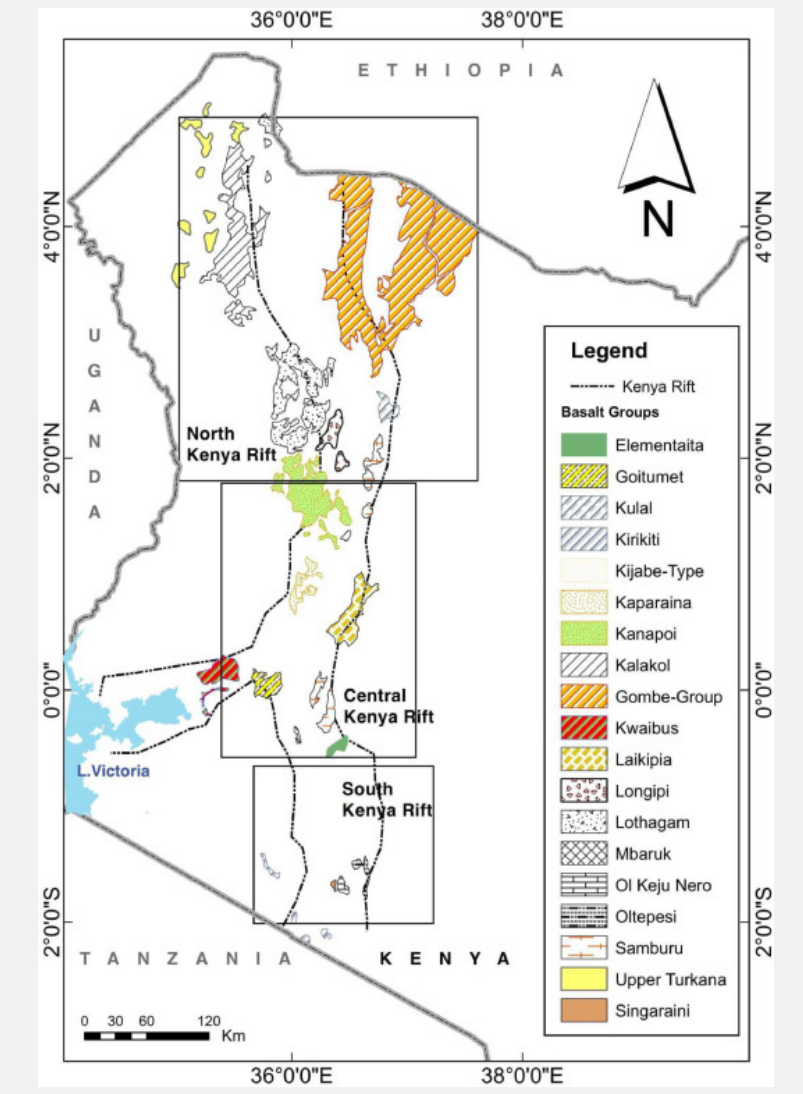 36°0'0"E
38°0'0"E
E T H I O P I A
N
4°0'0"N
4°0'0"N
U G A N D A
Legend
Kenya Rift
Basalt Groups
Elementaita
Goitumet
Kulal
Kirikiti
Kijabe-Type
Kaparaina
Kanapoi
Kalakol
Gombe-Group
Kwaibus
Laikipia
Longipi
Lothagam
Mbaruk
Ol Keju Nero
Oltepesi
Samburu
Upper Turkana
Singaraini
North
Kenya Rift
2°0'0"N
2°0'0"N
0°0'0"
0°0'0"
Central
Kenya Rift
L.Victoria
South
Kenya Rift
2°0'0"S
2°0'0"S
T A N Z A N I A
K E N Y A
0 30 60 120
Km
36°0'0"E
38°0'0"E